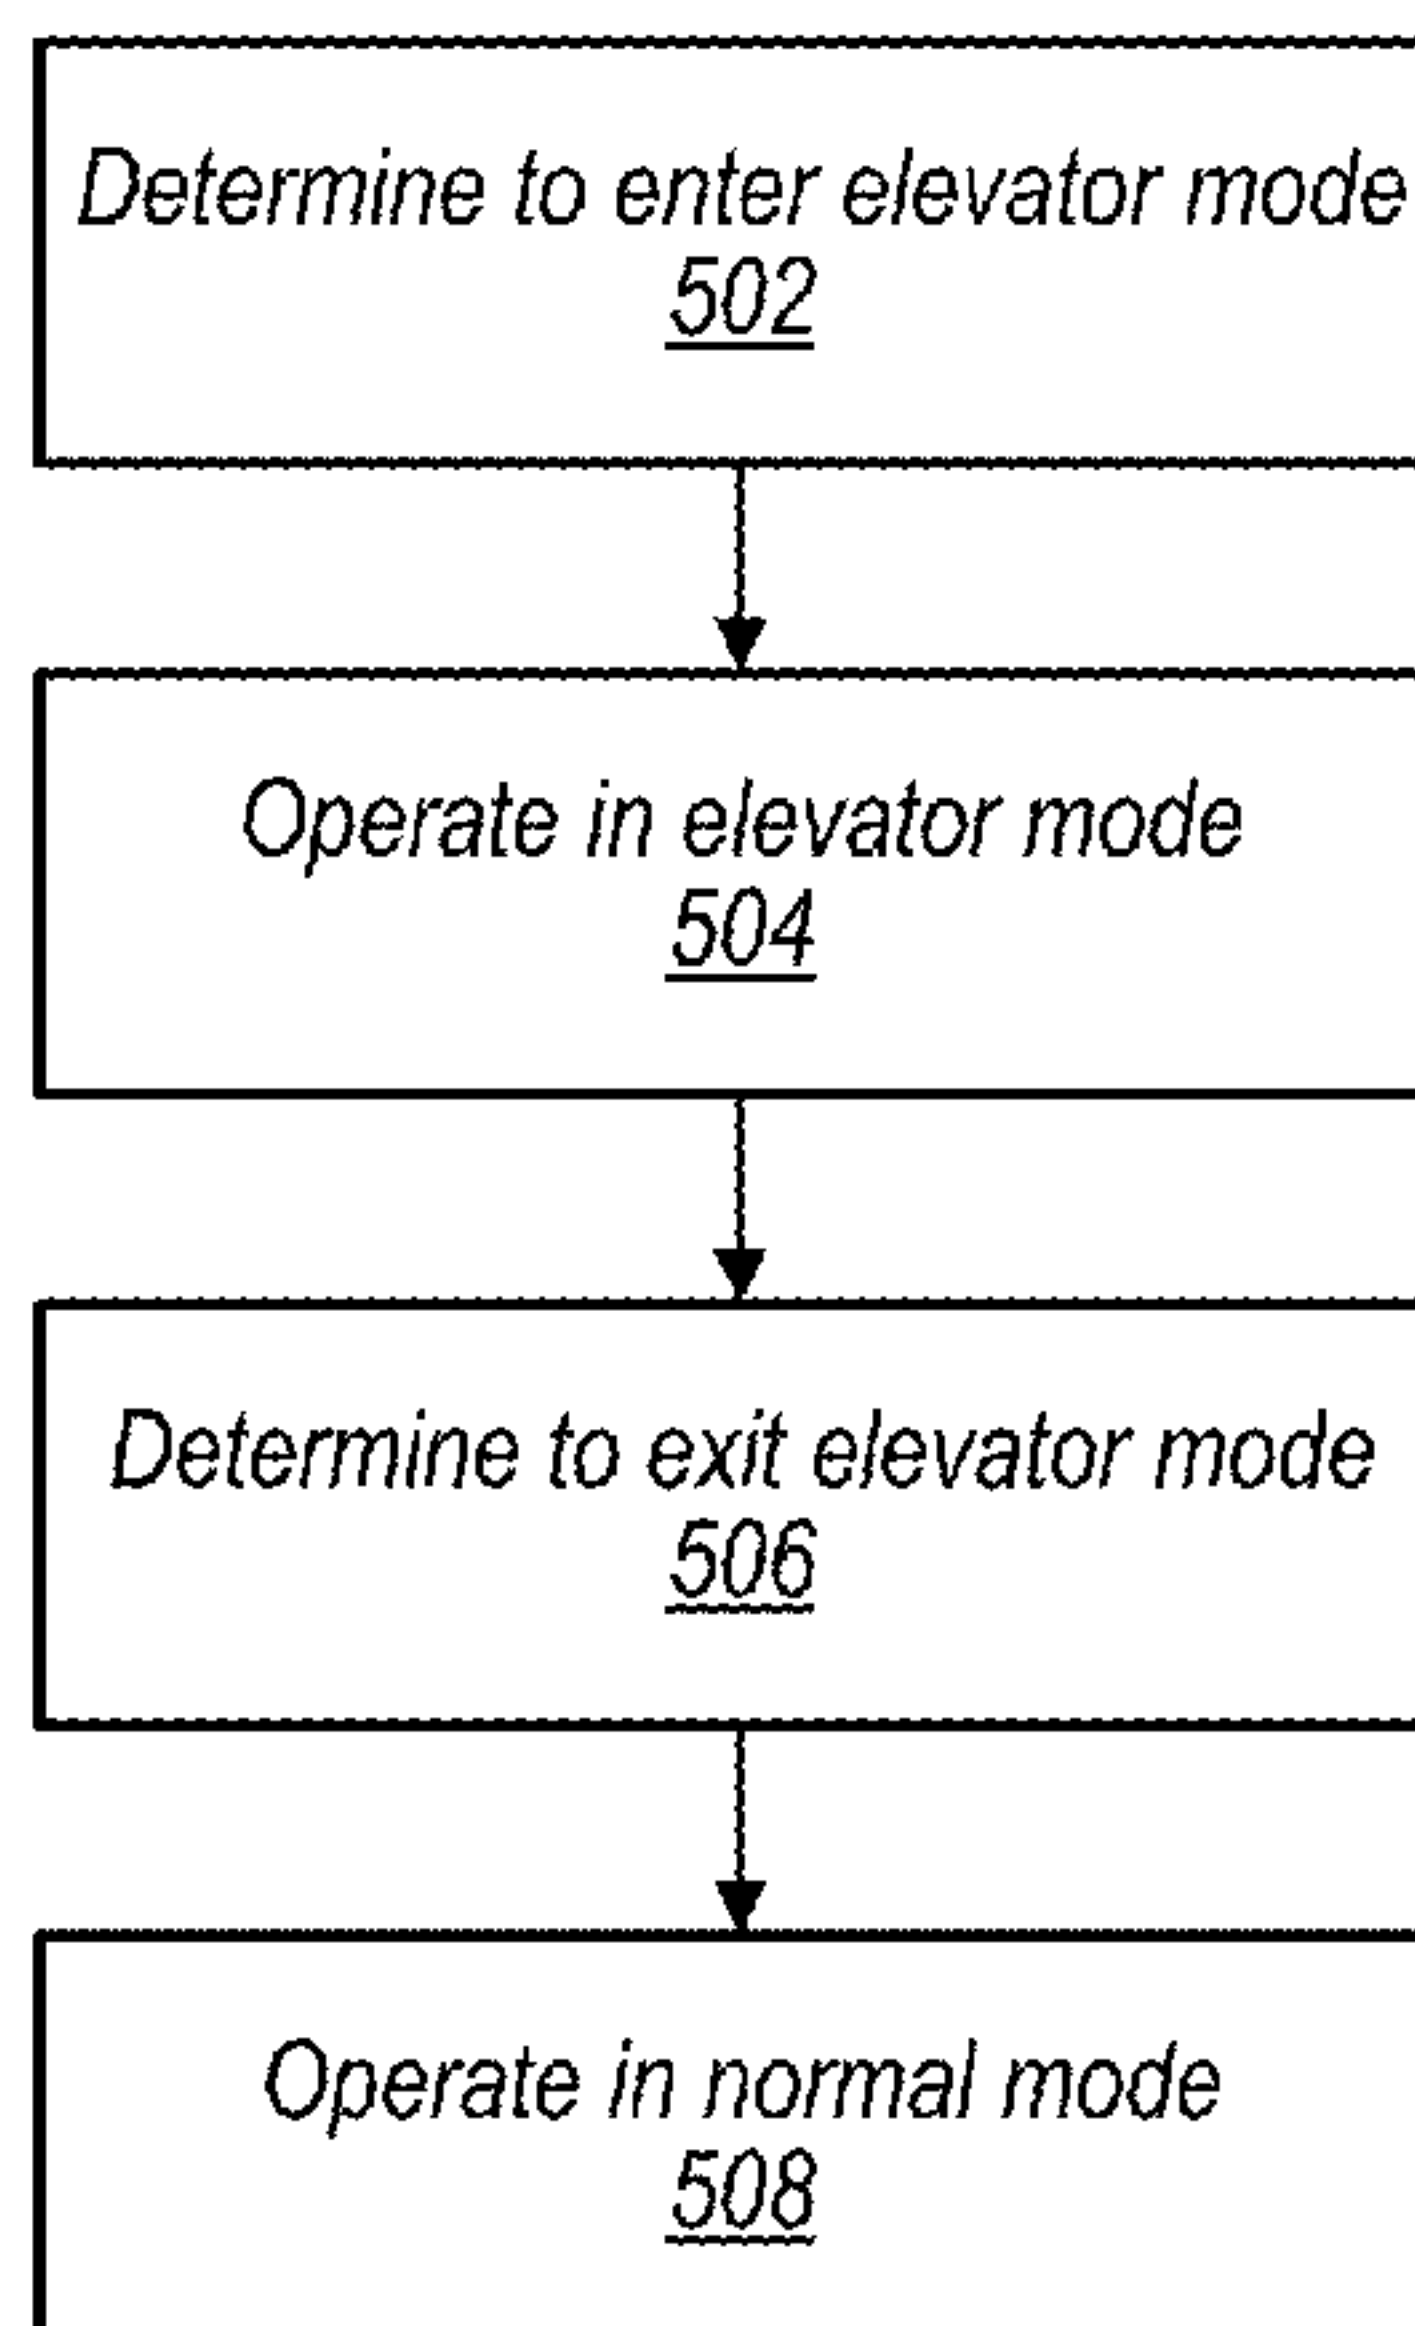 Determine to enter elevator mode
502
Operate in elevator mode
504
Determine to exit elevator mode
506
Operate in normal mode
508